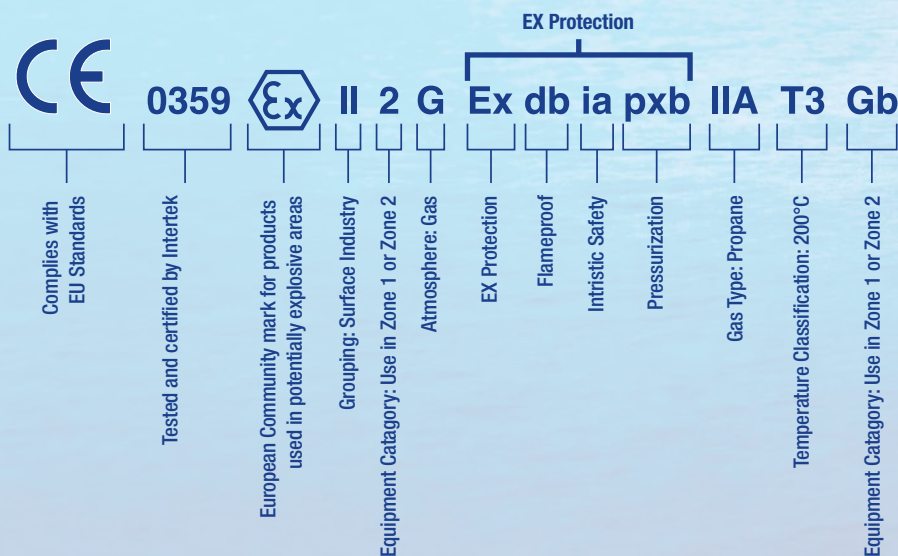 EX Protection
CE 0359 Ex II 2 G Ex db ia pxb IIA T3 Gb
Complies with
EU Standards
Tested and certified by Intertek
European Community mark for products
used in potentially explosive areas
Grouping: Surface Industry
Equipment Catagory: Use in Zone 1 or Zone 2
Atmosphere: Gas
EX Protection
Flameproof
Intristic Safety
Pressurization
Gas Type: Propane
Temperature Classification: 200°C
Equipment Catagory: Use in Zone 1 or Zone 2